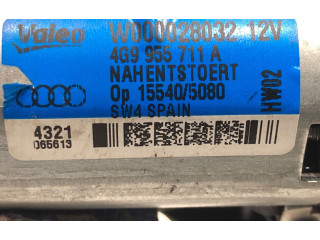 Valeo W000028032 12V
4G9 955 711 A
NAHENTSTOERT
Op 15540/5080
SW4 SPAIN
HW02
4321
065613